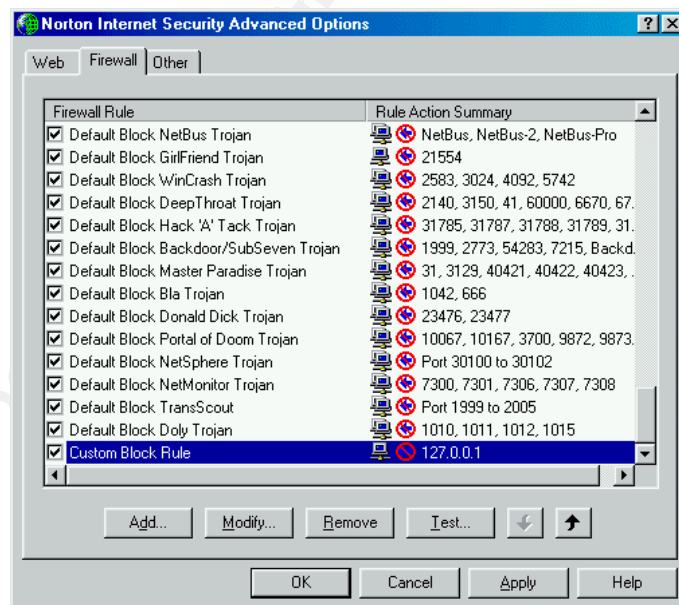 Norton Internet Security Advanced Options
Web Firewall Other
Firewall Rule Rule Action Summary
Default Block NetBus Trojan NetBus, NetBus-2, NetBus-Pro
Default Block GirlFriend Trojan 21554
Default Block WinCrash Trojan 2583, 3024, 4092, 5742
Default Block DeepThroat Trojan 2140, 3150, 41, 60000, 6670, 67.
Default Block Hack 'A' Tack Trojan 31785, 31787, 31788, 31789, 31.
Default Block Backdoor/SubSeven Trojan 1999, 2773, 54283, 7215, Backd.
Default Block Master Paradise Trojan 31, 3129, 40421, 40422, 40423, .
Default Block Bla Trojan 1042, 666
Default Block Donald Dick Trojan 23476, 23477
Default Block Portal of Doom Trojan 10067, 10167, 3700, 9872, 9873.
Default Block NetSphere Trojan Port 30100 to 30102
Default Block NetMonitor Trojan 7300, 7301, 7306, 7307, 7308
Default Block TransScout Port 1999 to 2005
Default Block Doly Trojan 1010, 1011, 1012, 1015
Custom Block Rule 127.0.0.1
Add... Modify... Remove Test...
OK Cancel Apply Help